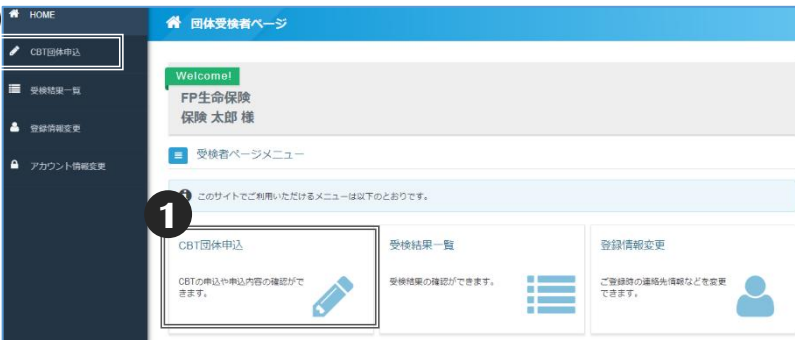 HOME
CBT団体申込
受検結果一覧
登録情報変更
アカウント情報変更
団体受検者ページ
Welcome!
FP生命保険
保険 太郎 様
受検者ページメニュー
このサイトでご利用いただけるメニューは以下のとおりです。
1
CBT団体申込
CBTの申込や申込内容の確認がで
きます。
受検結果一覧
受検結果の確認ができます。
登録情報変更
ご登録時の連絡先情報などを変更
できます。